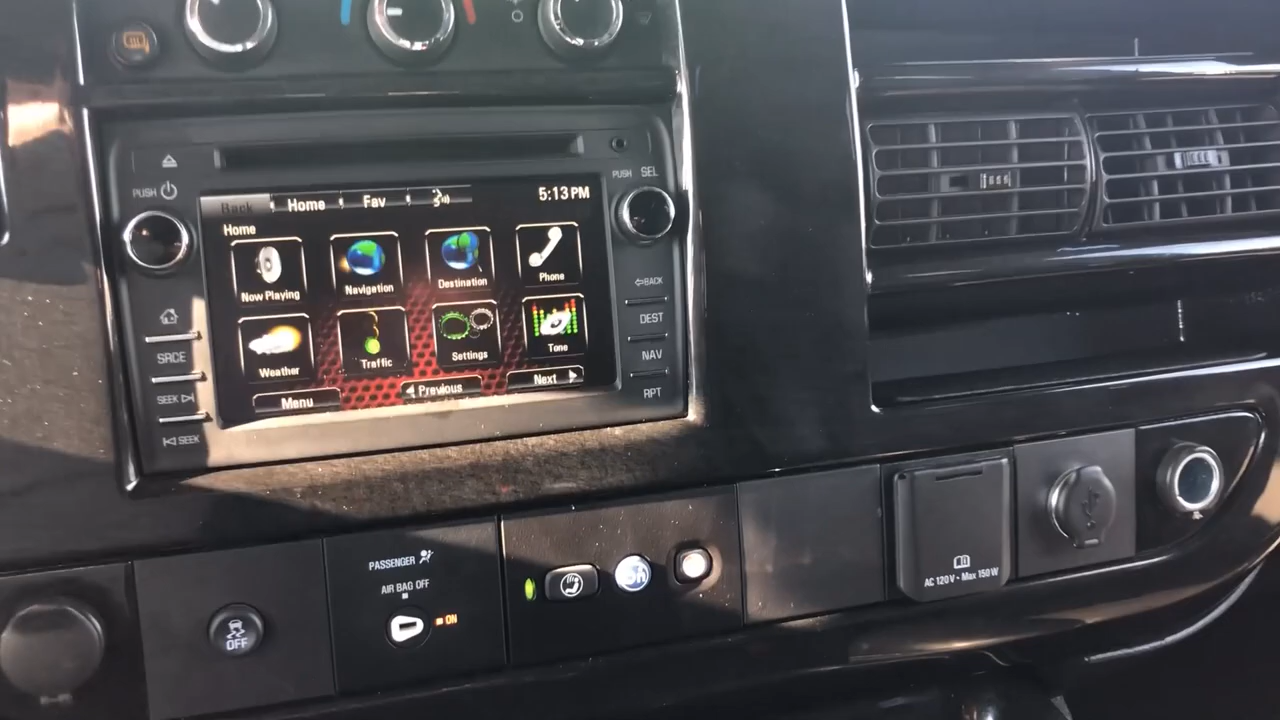 PUSH
PUSH SEL
Back Home Fav
5:13 PM
Home
Now Playing
Navigation
Destination
Phone
Weather
Traffic
Settings
Tone
Menu
Previous
Next
SRCE
SEEK
SEEK
BACK
DEST
NAV
RPT
OFF
PASSENGER
AIR BAG OFF
ON
AC 120V - Max 150W